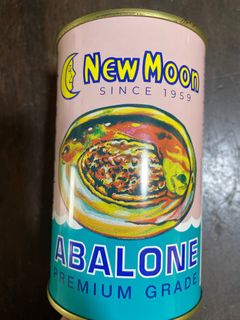 New Moon
SINCE 1959
ABALONE
PREMIUM GRADE